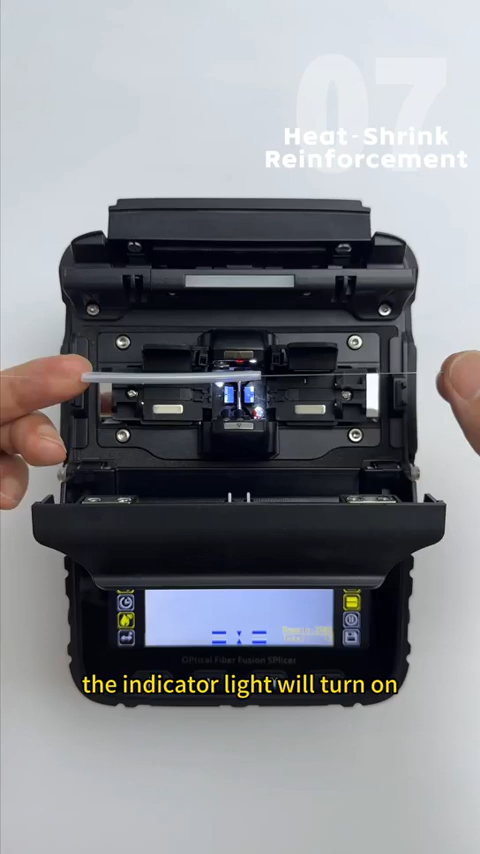 07
Heat-Shrink
Reinforcement
Optical Fiber Fusion Splicer
the indicator light will turn on